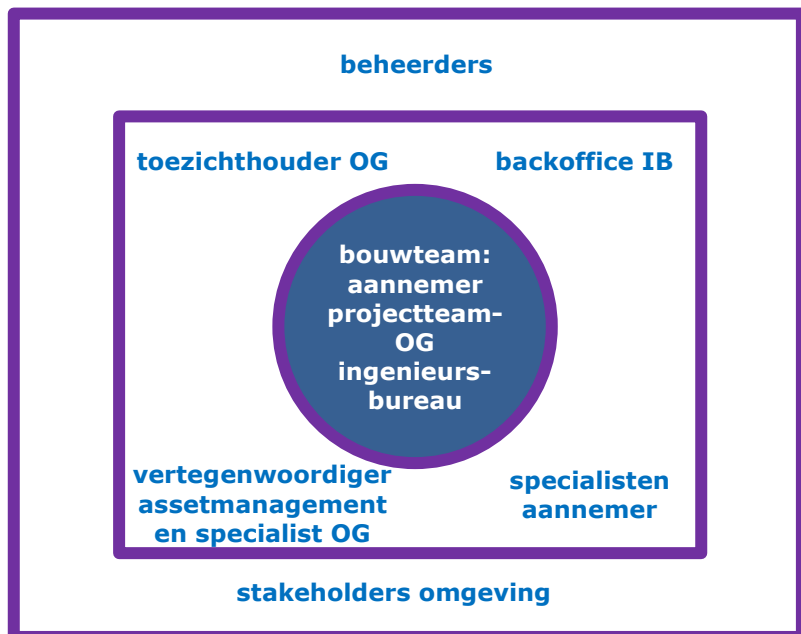 beheerders
toezichthouder OG
backoffice IB
bouwteam:
aannemer
projectteam-
OG
ingenieurs-
bureau
vertegenwoordiger
assetmanagement
en specialist OG
specialisten
aannemer
stakeholders omgeving